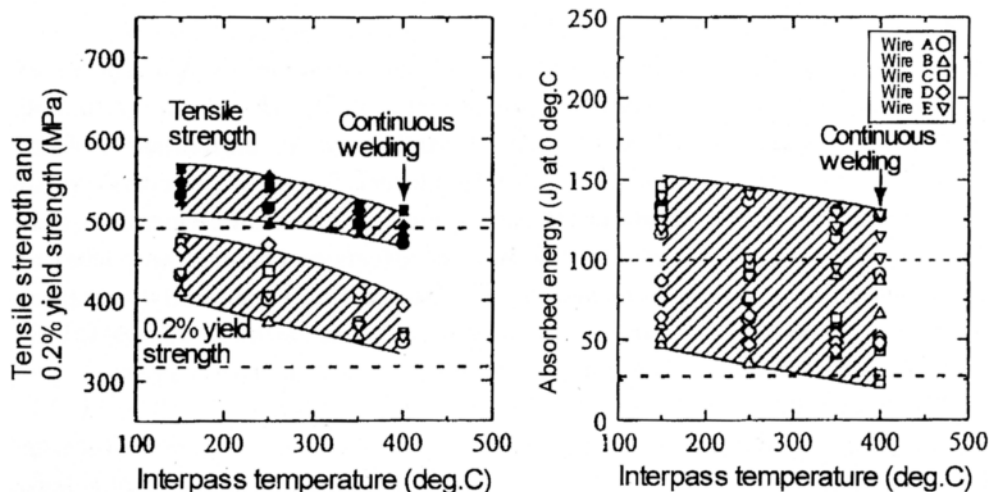 Tensile strength and
0.2% yield strength (MPa)
700
600
500
400
300
Tensile
strength
Continuous
welding
0.2% yield
strength
100 200 300 400 500
Interpass temperature (deg.C)
Absorbed energy (J) at 0 deg.C
250
200
150
100
50
0
Wire A
Wire B
Wire C
Wire D
Wire E
Continuous
welding
100 200 300 400 500
Interpass temperature (deg.C)